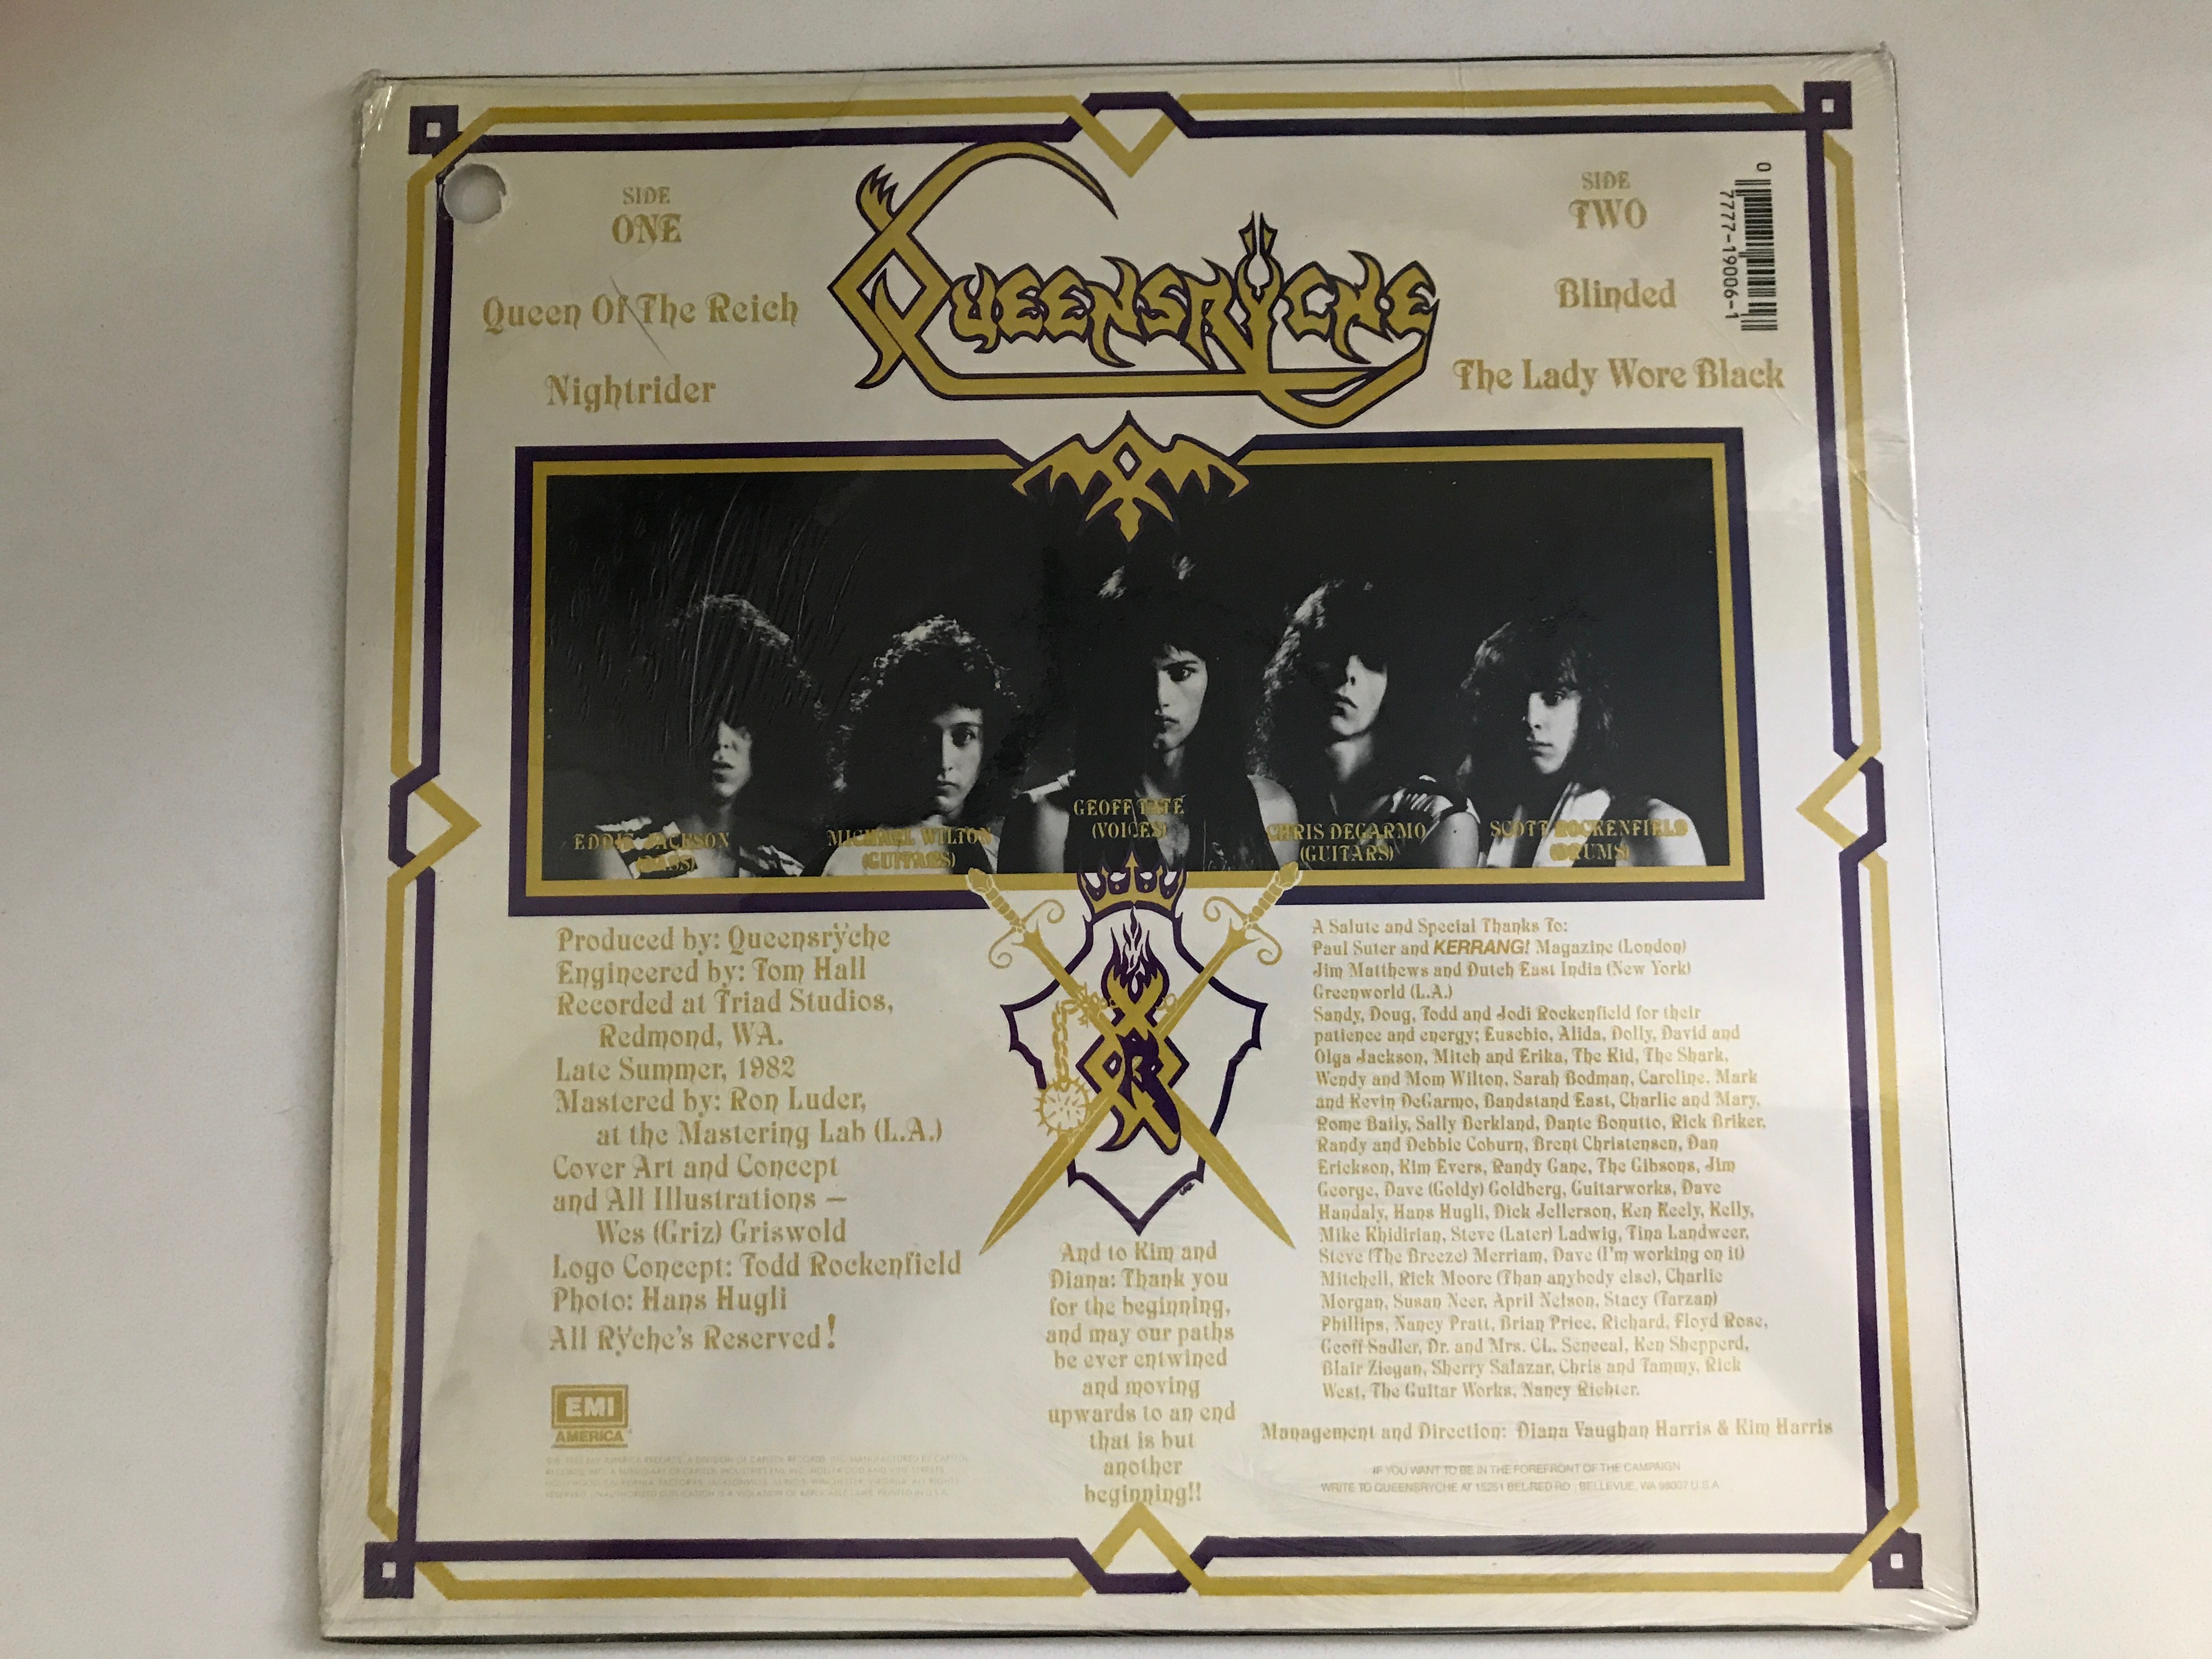 SIDE
ONE
Queen Of The Reich
Nightrider
QUEENSRŸCHE
SIDE
TWO
Blinded
The Lady Wore Black
0 77777-19006-1
EDDIE JACKSON
(BASS)
MICHAEL WILTON
(GUITARS)
GEOFF TATE
(VOICES)
CHRIS DEGARMO
(GUITARS)
SCOTT ROCKENFIELD
(DRUMS)
Produced by: Queensrÿche
Engineered by: Tom Hall
Recorded at Triad Studios,
Redmond, WA.
Late Summer, 1982
Mastered by: Ron Luder,
at the Mastering Lab (L.A.)
Cover Art and Concept
and All Illustrations –
Wes (Griz) Griswold
Logo Concept: Todd Rockenfield
Photo: Hans Hugli
All Rÿche's Reserved!
EMI
AMERICA
And to Kim and
Diana: Thank you
for the beginning,
and may our paths
be ever entwined
and moving
upwards to an end
that is but
another
beginning!!
A Salute and Special Thanks To:
Paul Suter and KERRANG! Magazine (London)
Jim Matthews and Dutch East India (New York)
Greenworld (L.A.)
Sandy, Doug, Todd and Jodi Rockenfield for their
patience and energy; Eusebio, Alida, Dolly, David and
Olga Jackson, Mitch and Erika, The Kid, The Shark,
Wendy and Mom Wilton, Sarah Bodman, Caroline, Mark
and Kevin DeGarmo, Bandstand East, Charlie and Mary,
Rome Baily, Sally Berkland, Dante Bonutto, Rick Briker,
Randy and Debbie Coburn, Brent Christensen, Dan
Erickson, Kim Evers, Randy Gane, The Gibsons, Jim
George, Dave (Goldy) Goldberg, Guitarworks, Dave
Handaly, Hans Hugli, Dick Jellerson, Ken Keely, Kelly,
Mike Khidirian, Steve (Later) Ladwig, Tina Landweer,
Steve (The Breeze) Merriam, Dave (I'm working on it)
Mitchell, Rick Moore (Than anybody else), Charlie
Morgan, Susan Neer, April Nelson, Stacy (Tarzan)
Phillips, Nancy Pratt, Brian Price, Richard, Floyd Rose,
Geoff Sadler, Dr. and Mrs. CL. Senecal, Ken Shepperd,
Blair Ziegan, Sherry Salazar, Chris and Tammy, Rick
West, The Guitar Works, Nancy Richter.
Management and Direction: Diana Vaughan Harris & Kim Harris
IF YOU WANT TO BE IN THE FOREFRONT OF THE CAMPAIGN
WRITE TO QUEENSRYCHE AT 15251 BEL-RED RD., BELLEVUE, WA 98007 U.S.A.